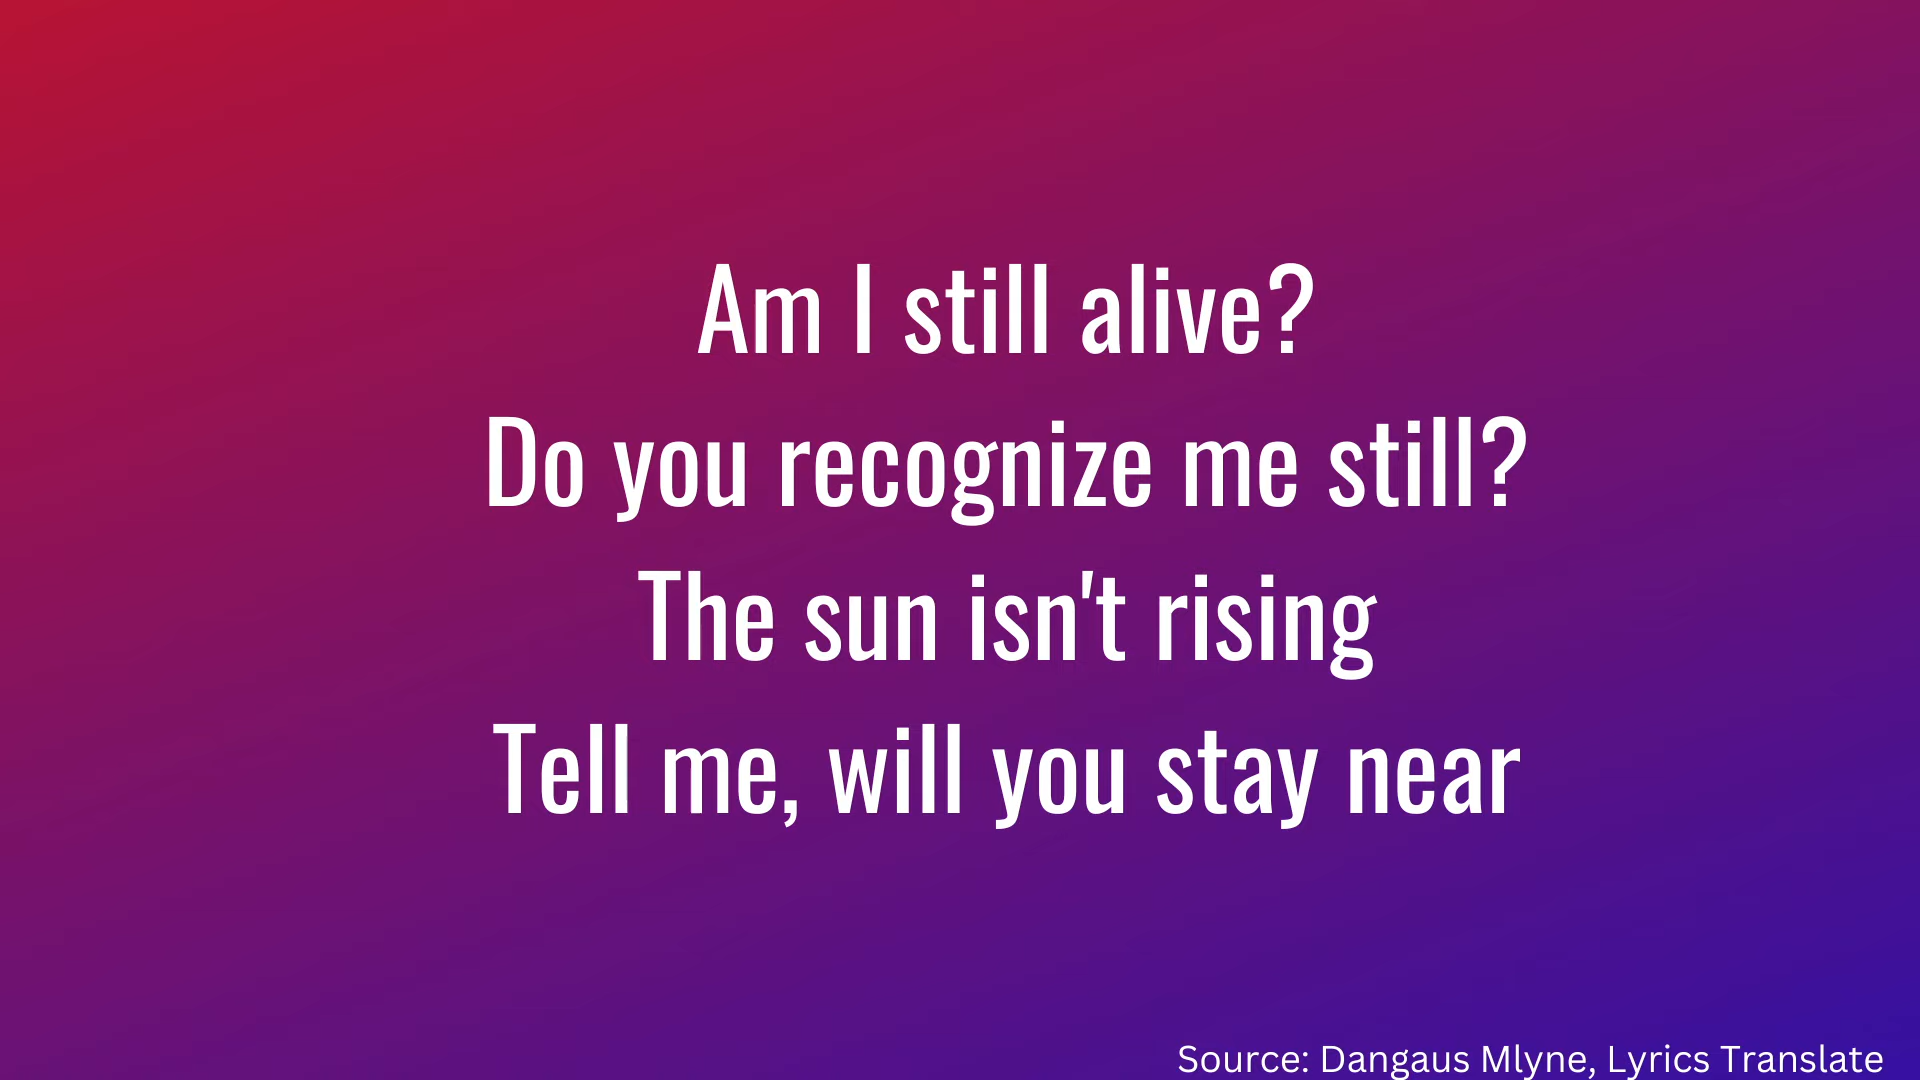 Am I still alive?
Do you recognize me still?
The sun isn't rising
Tell me, will you stay near
Source: Dangaus Mlyne, Lyrics Translate